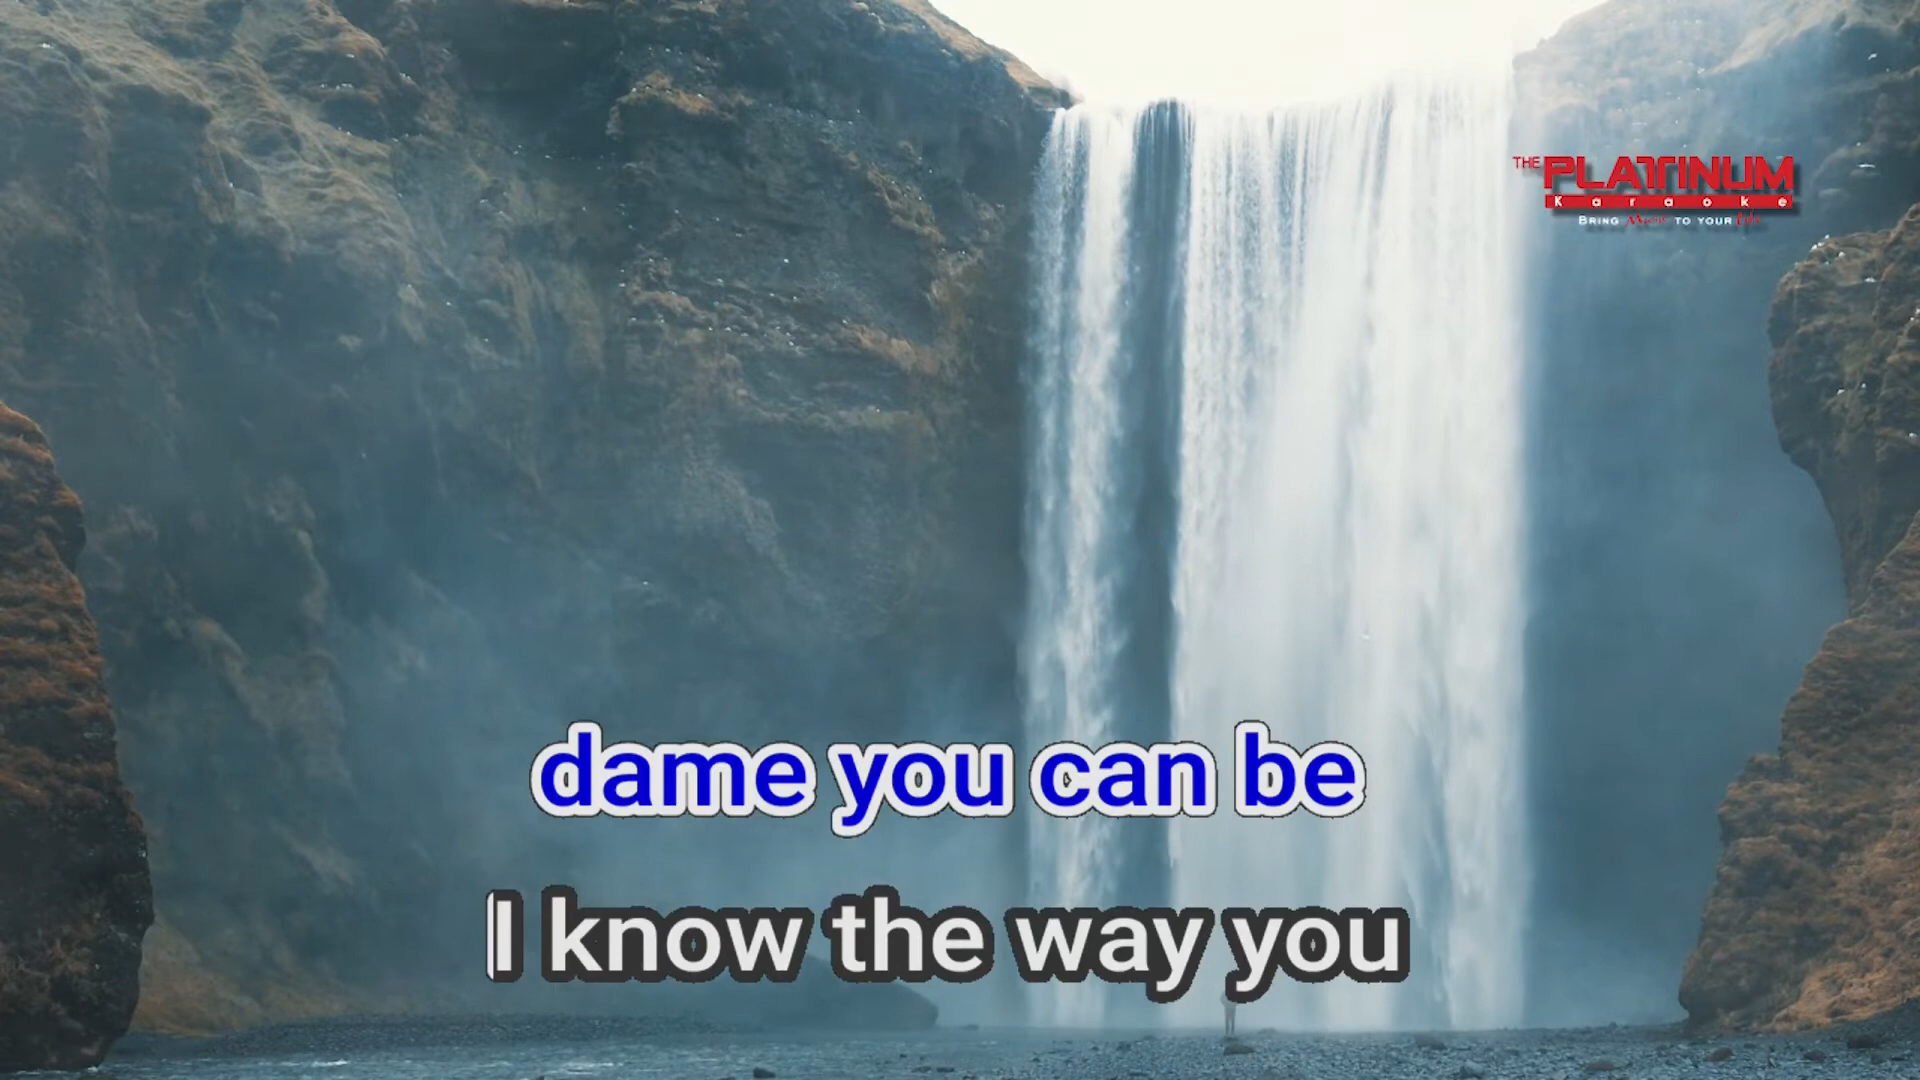 THE PLATINUM
Karaoke
BRING Music TO YOUR Life
dame you can be
I know the way you